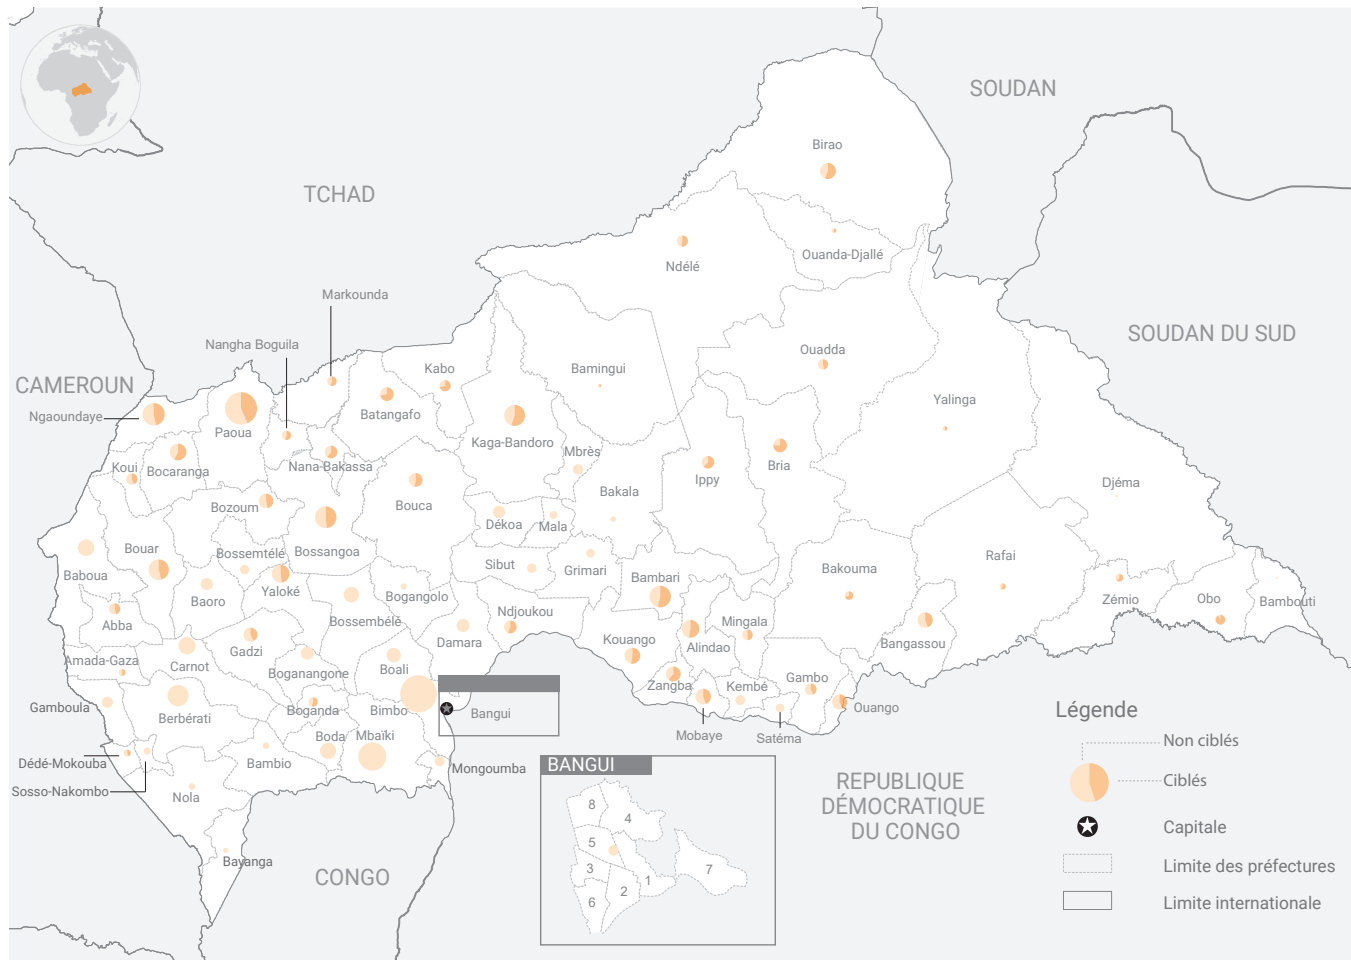 SOUDAN
Birao
TCHAD
Ouanda-Djallé
Ndélé
Markounda
SOUDAN DU SUD
Nangha Boguila
Ouadda
Kabo
Bamingui
CAMEROUN
Ngaoundaye
Batangafo
Yalinga
Paoua
Kaga-Bandoro
Mbrès
Koui
Bocaranga
Nana-Bakassa
Bria
Ippy
Djéma
Bakala
Bozoum
Bouca
Dékoa
Mala
Bouar
Bossemtélé
Bossangoa
Rafai
Sibut
Grimari
Bakouma
Baboua
Bambari
Baoro
Yaloké
Bogangolo
Zémio
Obo
Bambouti
Ndjoukou
Abba
Bossembélé
Mingala
Damara
Kouango
Alindao
Bangassou
Gadzi
Amada-Gaza
Carnot
Boganangone
Boali
Zangba
Kembé
Gambo
Gamboula
Berbérati
Boganda
Bimbo
Bangui
Ouango
Légende
Boda
Mbaïki
Mobaye
Satéma
Non ciblés
Dédé-Mokouba
Bambio
Mongoumba
BANGUI
Ciblés
Sosso-Nakombo
Nola
REPUBLIQUE
DÉMOCRATIQUE
DU CONGO
8
4
Capitale
5
Bayanga
3
7
Limite des préfectures
CONGO
1
2
6
Limite internationale